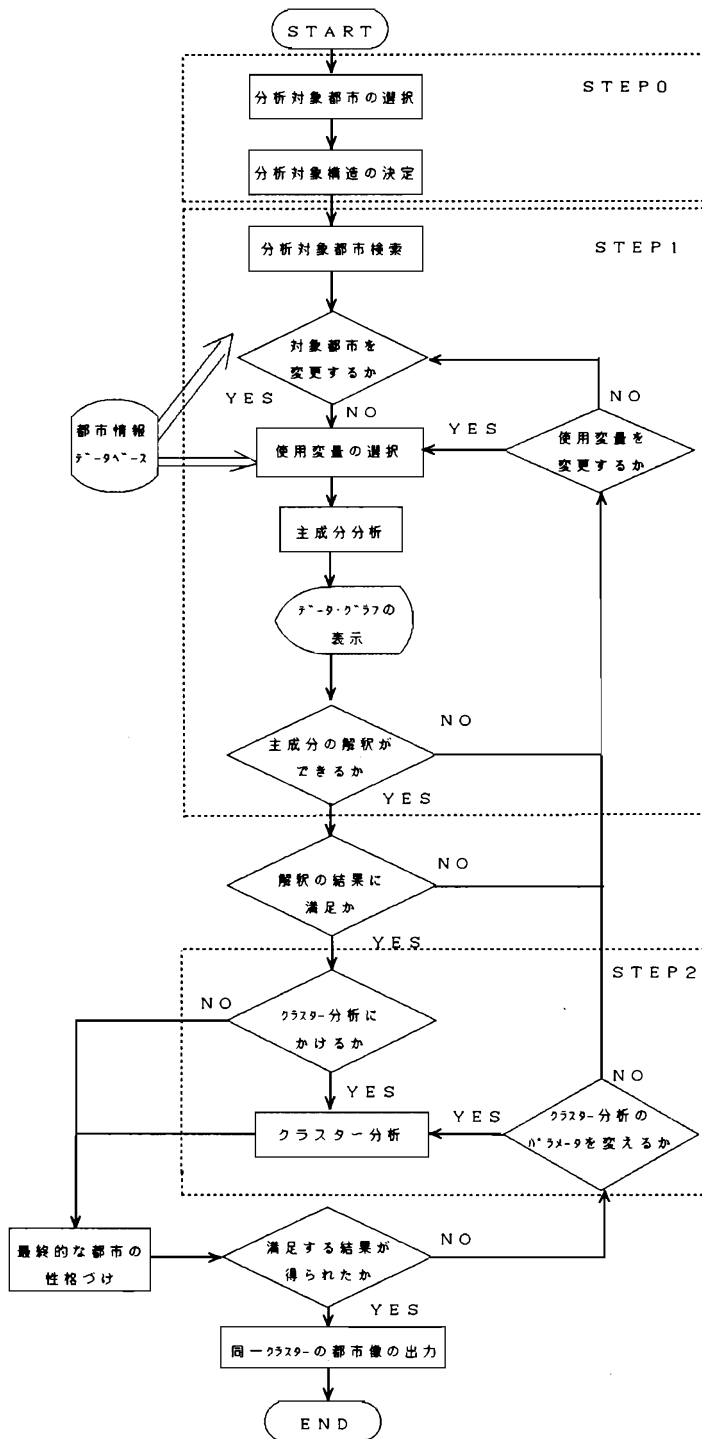 START
STEP0
分析対象都市の選択
分析対象構造の決定
分析対象都市検索
STEP1
対象都市を
変更するか
YES
NO
都市情報
データベース
使用変量の選択
YES
使用変量を
変更するか
NO
主成分分析
データ・グラフの
表示
主成分の解釈が
できるか
NO
YES
解釈の結果に
満足か
NO
YES
STEP2
クラスター分析に
かけるか
NO
YES
クラスター分析
YES
クラスター分析の
パラメータを変えるか
NO
最終的な都市の
性格づけ
満足する結果が
得られたか
NO
YES
同一クラスターの都市像の出力
END